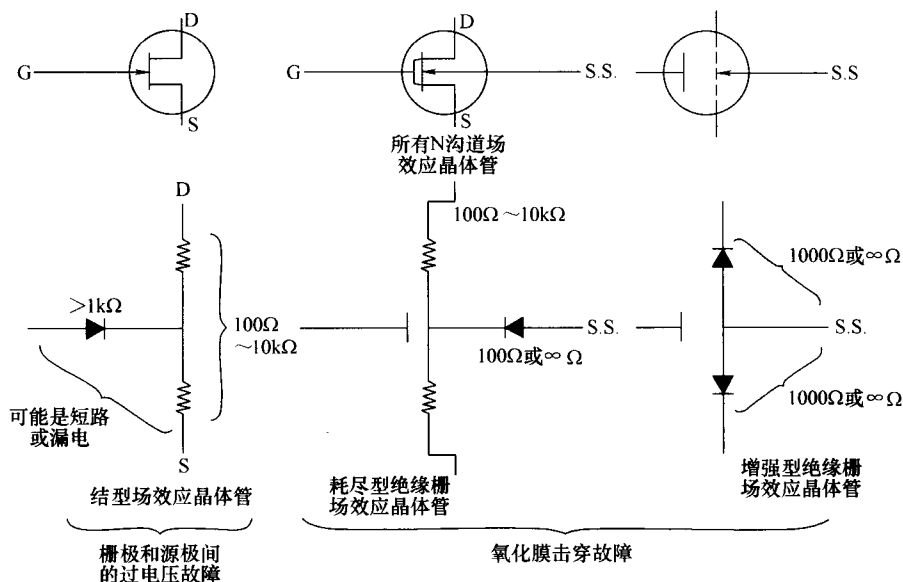 D
G
S
D
G
S.S.
S
S.S
所有N沟道场
效应晶体管
D
>1kΩ
100Ω
~10kΩ
可能是短路
或漏电
S
结型场效应晶体管
栅极和源极间
的过电压故障
100Ω～10kΩ
S.S.
100Ω或∞Ω
耗尽型绝缘栅
场效应晶体管
1000Ω或∞Ω
S.S.
1000Ω或∞Ω
增强型绝缘栅
场效应晶体管
氧化膜击穿故障